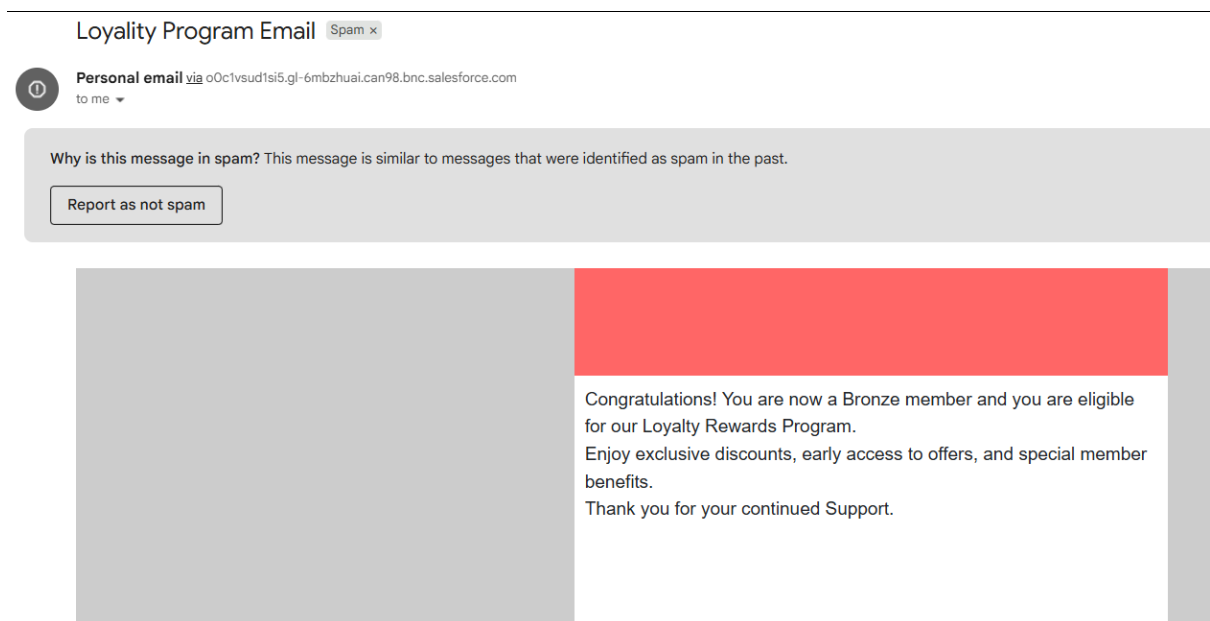 Loyality Program Email Spam ×
Personal email via o0c1vsud1si5.gl-6mbzhuai.can98.bnc.salesforce.com
to me
Why is this message in spam? This message is similar to messages that were identified as spam in the past.
Report as not spam
Congratulations! You are now a Bronze member and you are eligible
for our Loyalty Rewards Program.
Enjoy exclusive discounts, early access to offers, and special member
benefits.
Thank you for your continued Support.